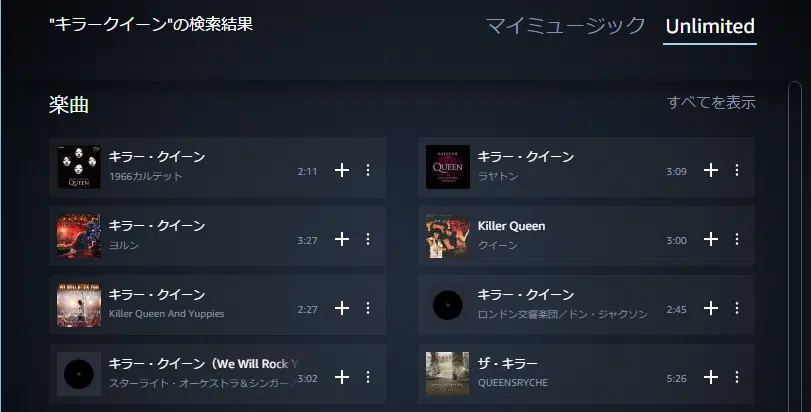 "キラークイーン"の検索結果
マイミュージック Unlimited
楽曲 すべてを表示
キラー・クイーン
1966カルテット 2:11
キラー・クイーン
ラヤトン 3:09
キラー・クイーン
ヨルン 3:27
Killer Queen
クイーン 3:00
キラー・クイーン
Killer Queen And Yuppies 2:27
キラー・クイーン
ロンドン交響楽団／ドン・ジャクソン 2:45
キラー・クイーン（We Will Rock Y
スターライト・オーケストラ＆シンガー 3:02
ザ・キラー
QUEENSRYCHE 5:26
QUEEN
QUEEN
WE WILL ROCK YOU